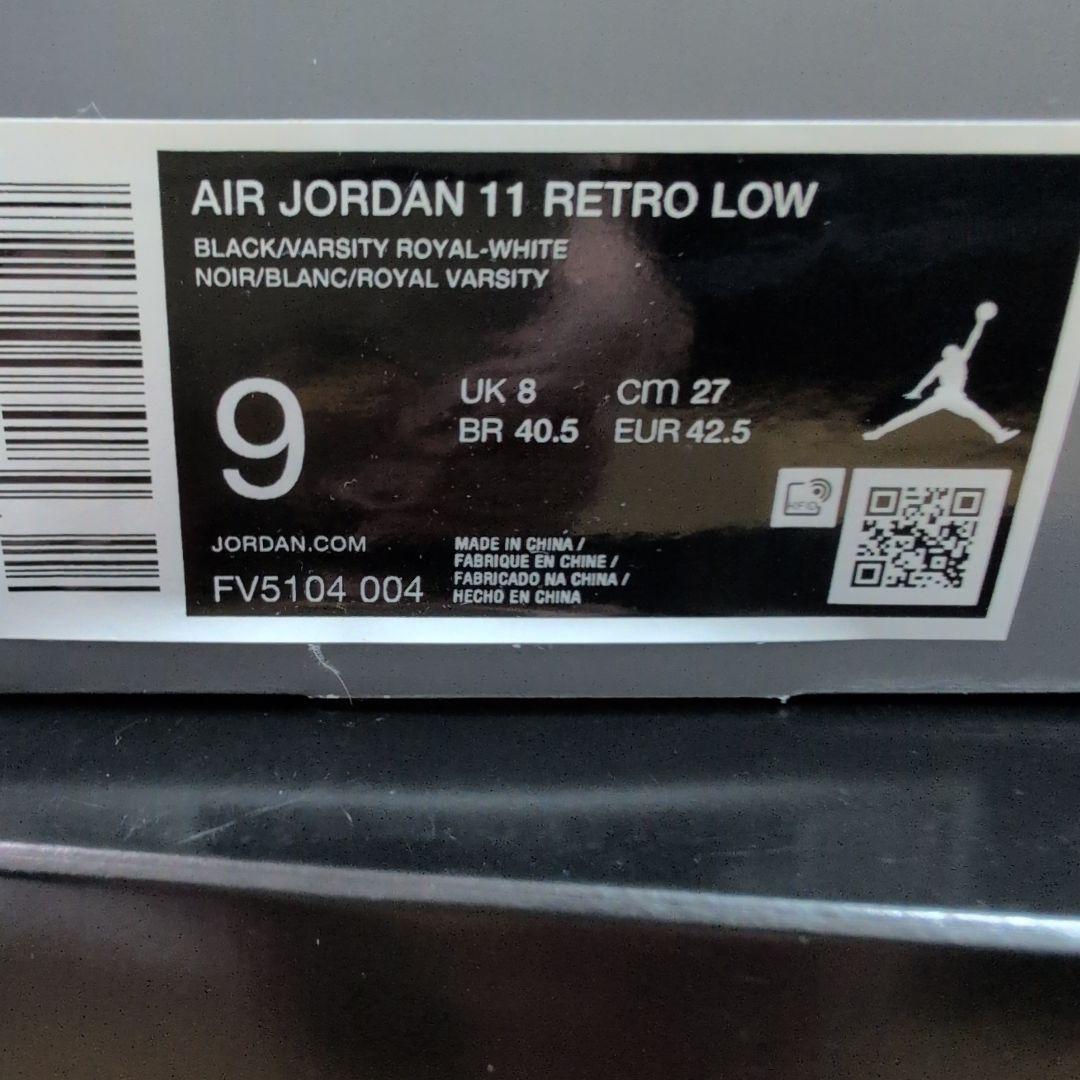 AIR JORDAN 11 RETRO LOW
BLACK/VARSITY ROYAL-WHITE
NOIR/BLANC/ROYAL VARSITY
9
UK 8 cm 27
BR 40.5 EUR 42.5
JORDAN.COM
FV5104 004
MADE IN CHINA /
FABRIQUE EN CHINE /
FABRICADO NA CHINA /
HECHO EN CHINA